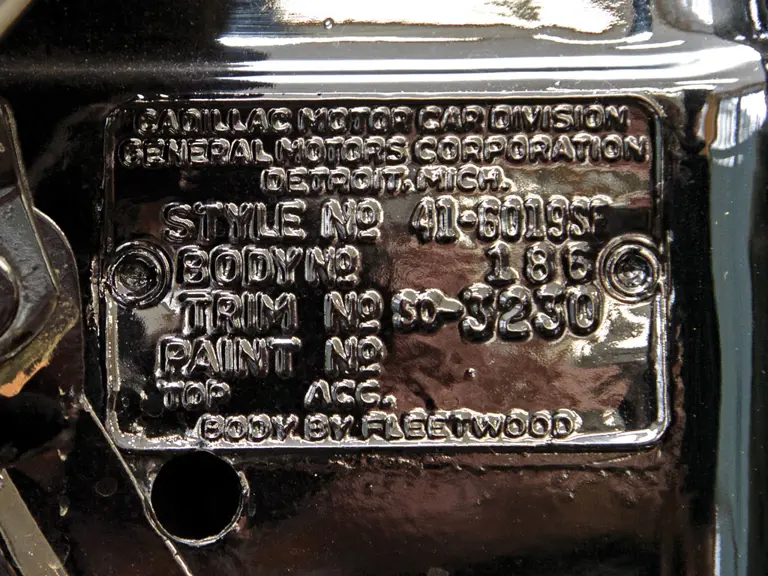 CADILLAC MOTOR CAR DIVISION
GENERAL MOTORS CORPORATION
DETROIT. MICH.
STYLE NO 41-6019SF
BODY NO 186
TRIM NO SO-3230
PAINT NO
TOP ACC.
BODY BY FLEETWOOD